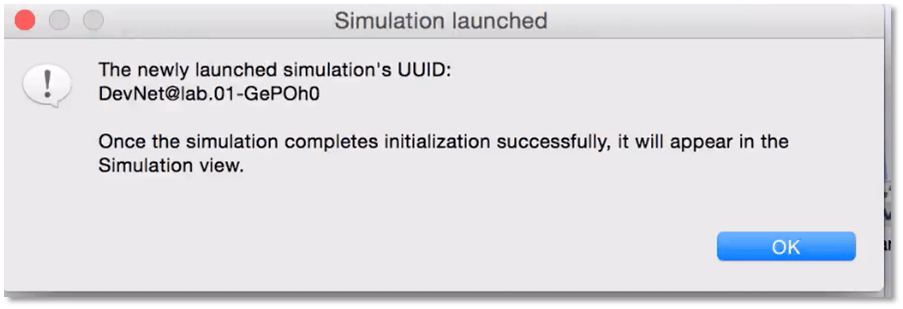 Simulation launched
The newly launched simulation's UUID:
DevNet@lab.01-GePOh0
Once the simulation completes initialization successfully, it will appear in the
Simulation view.
OK